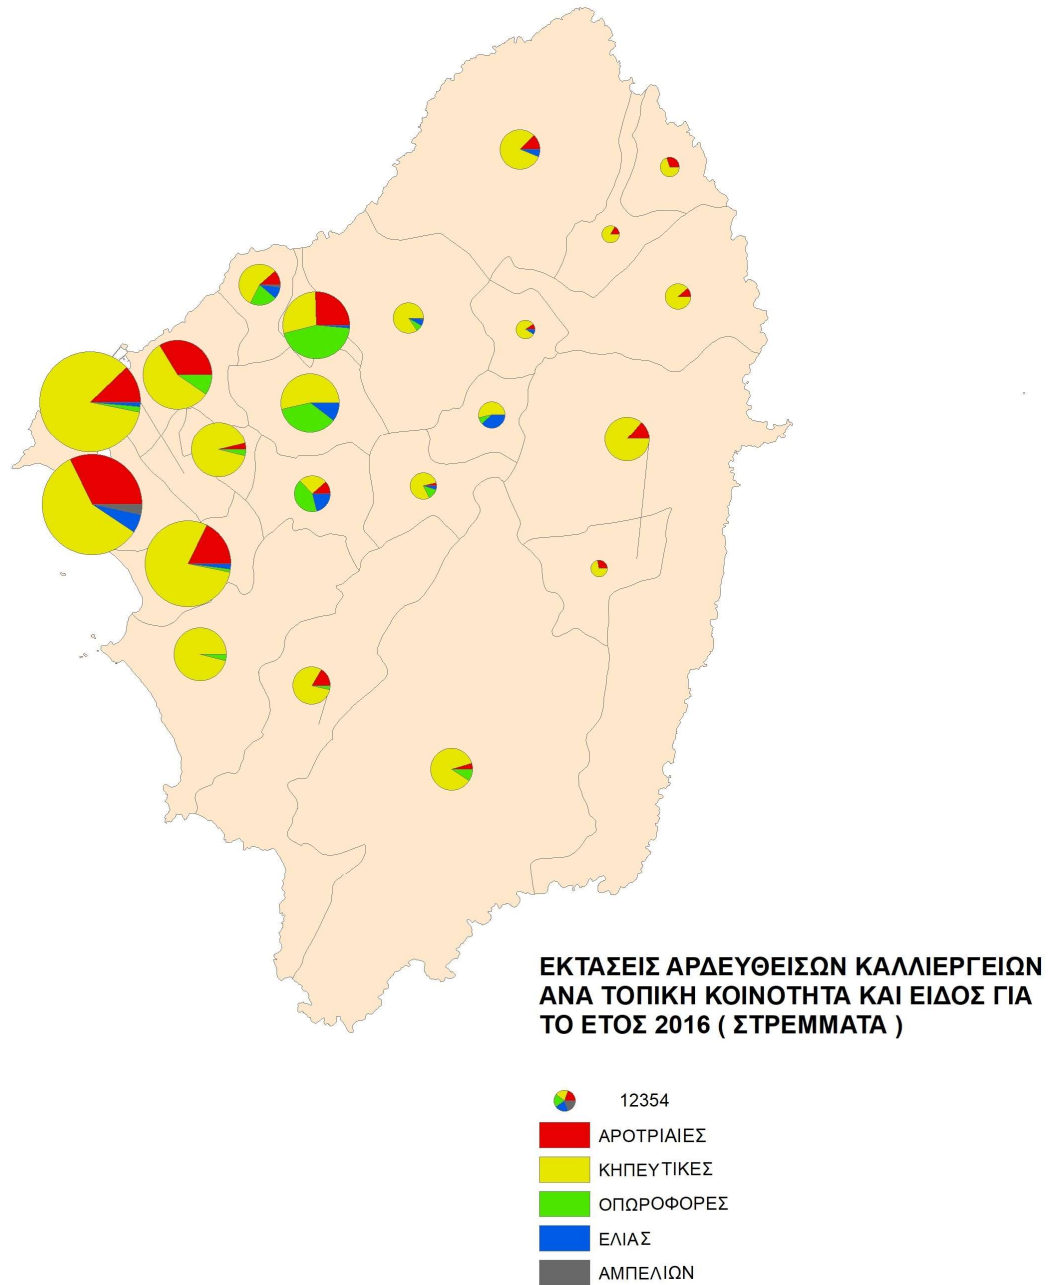 ΕΚΤΑΣΕΙΣ ΑΡΔΕΥΘΕΙΣΩΝ ΚΑΛΛΙΕΡΓΕΙΩΝ
ΑΝΑ ΤΟΠΙΚΗ ΚΟΙΝΟΤΗΤΑ ΚΑΙ ΕΙΔΟΣ ΓΙΑ
ΤΟ ΕΤΟΣ 2016 ( ΣΤΡΕΜΜΑΤΑ )
12354
ΑΡΟΤΡΙΑΙΕΣ
ΚΗΠΕΥΤΙΚΕΣ
ΟΠΩΡΟΦΟΡΕΣ
ΕΛΙΑΣ
ΑΜΠΕΛΙΩΝ